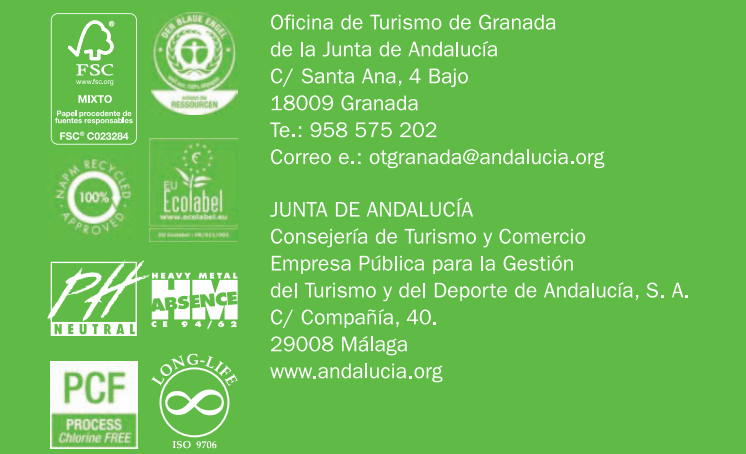 FSC
www.fsc.org
MIXTO
Papel procedente de
fuentes responsables
FSC® C023284
DER BLAUE ENGEL
RESSOURCEN
NAPM RECYCLED
100%
APPROVED
EU
Ecolabel
www.ecolabel.eu
PH
NEUTRAL
HEAVY METAL
HM
ABSENCE
CE 94/62
PCF
PROCESS
Chlorine FREE
LONG-LIFE
ISO 9706
Oficina de Turismo de Granada
de la Junta de Andalucía
C/ Santa Ana, 4 Bajo
18009 Granada
Te.: 958 575 202
Correo e.: otgranada@andalucia.org
JUNTA DE ANDALUCÍA
Consejería de Turismo y Comercio
Empresa Pública para la Gestión
del Turismo y del Deporte de Andalucía, S. A.
C/ Compañía, 40.
29008 Málaga
www.andalucia.org